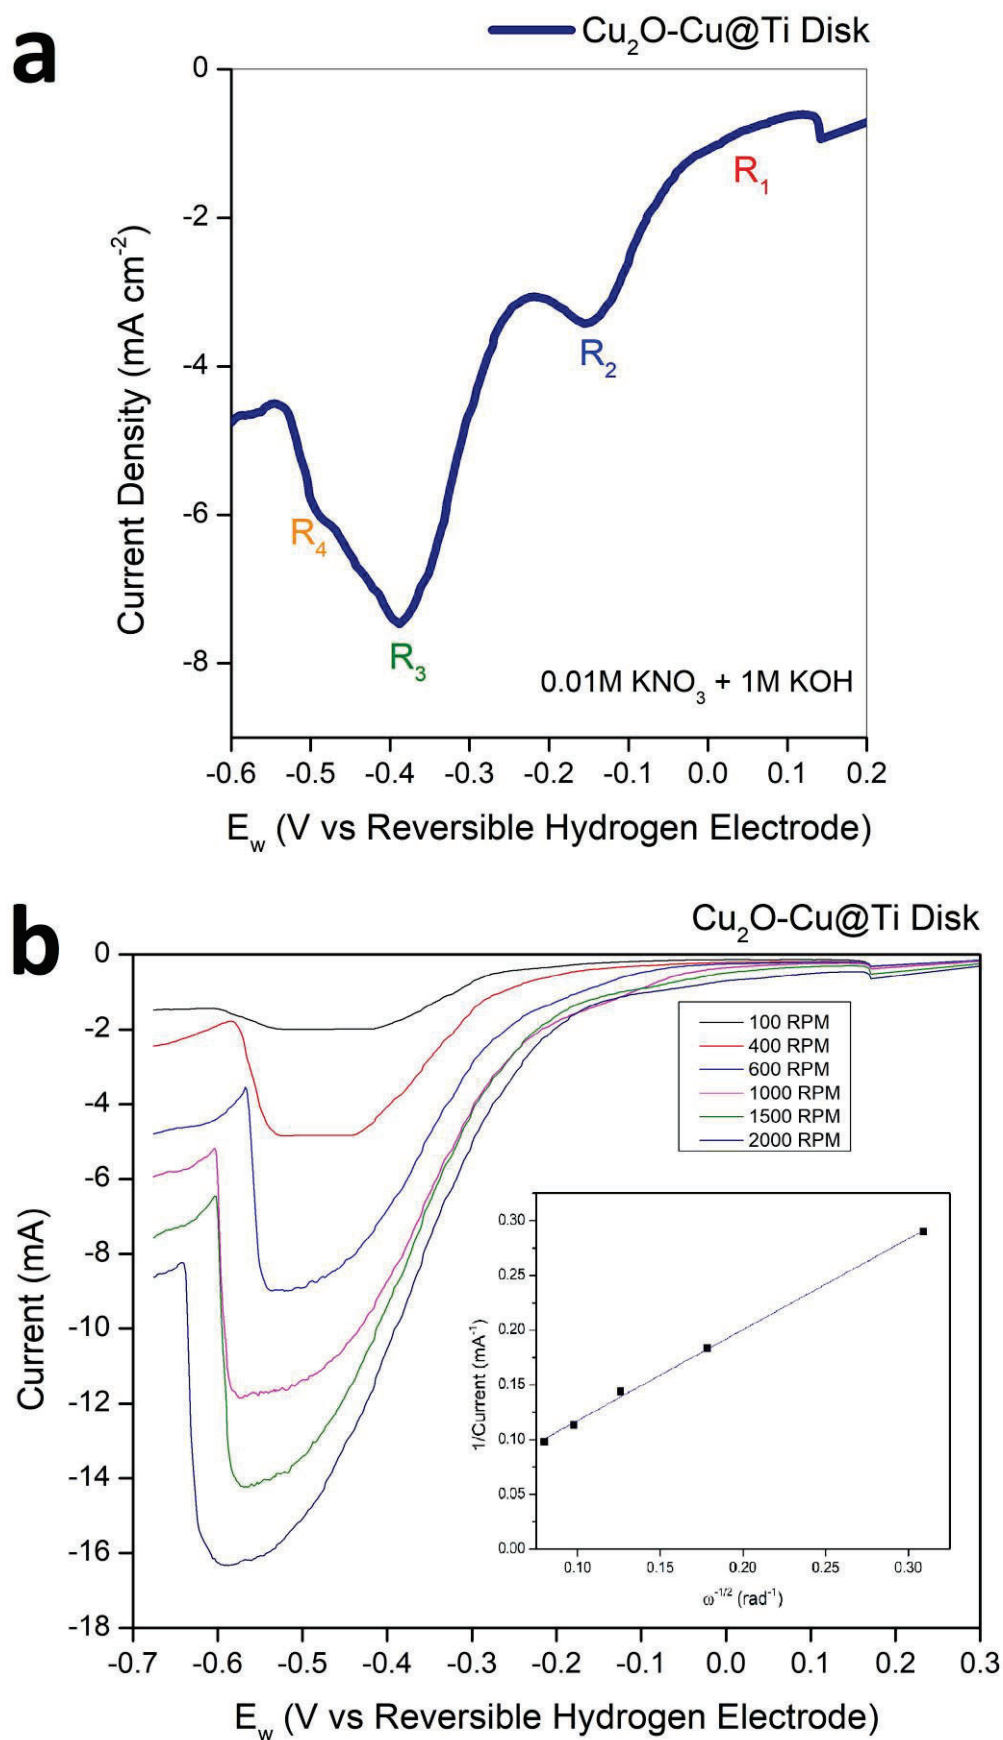 a
Cu₂O-Cu@Ti Disk
0
-2
-4
-6
-8
Current Density (mA cm⁻²)
R₁
R₂
R₃
R₄
0.01M KNO₃ + 1M KOH
-0.6 -0.5 -0.4 -0.3 -0.2 -0.1 0.0 0.1 0.2
E_w (V vs Reversible Hydrogen Electrode)
b
Cu₂O-Cu@Ti Disk
0
-2
-4
-6
-8
-10
-12
-14
-16
-18
Current (mA)
100 RPM
400 RPM
600 RPM
1000 RPM
1500 RPM
2000 RPM
0.30
0.25
0.20
0.15
0.10
0.05
0.00
1/Current (mA⁻¹)
0.10 0.15 0.20 0.25 0.30
ω⁻¹/² (rad⁻¹)
-0.7 -0.6 -0.5 -0.4 -0.3 -0.2 -0.1 0.0 0.1 0.2 0.3
E_w (V vs Reversible Hydrogen Electrode)